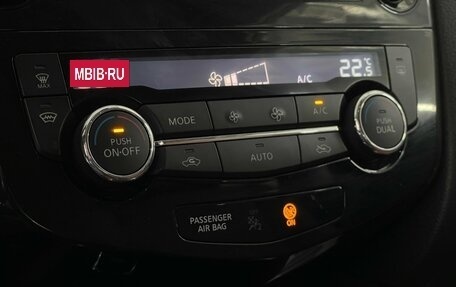 MBIB·RU
A/C
22.5°C
MAX
MODE
A/C
PUSH
ON·OFF
PUSH
DUAL
AUTO
PASSENGER
AIR BAG
ON